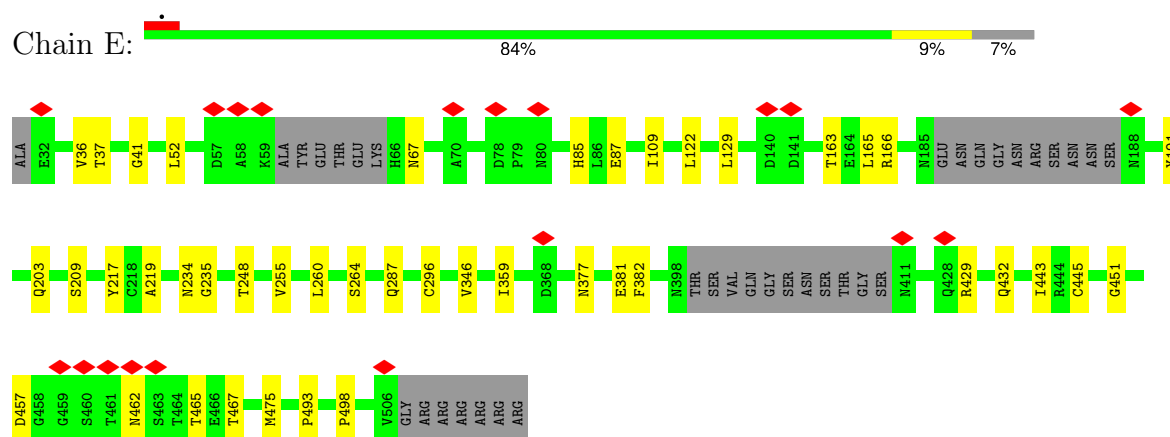 Chain E:
84% 9% 7%
ALA E32 V36 T37 G41 L52 D57 A58 K59 ALA TYR GLU THR GLU LYS H66 N67 A70 D78 P79 N80 H85 L86 E87 I109 L122 L129 D140 D141 T163 E164 L165 R166 N185 GLU ASN GLN GLY ASN ARG SER ASN ASN SER N188
Q203 S209 Y217 C218 A219 N234 G235 T248 V255 L260 S264 Q287 C296 V346 I359 D368 N377 E381 F382 N398 THR SER VAL GLN GLY SER ASN SER THR GLY SER N411 Q428 R429 Q432 I443 R444 C445 G451
D457 G458 G459 S460 T461 N462 S463 T464 T465 E466 T467 M475 P493 P498 V506 GLY ARG ARG ARG ARG ARG